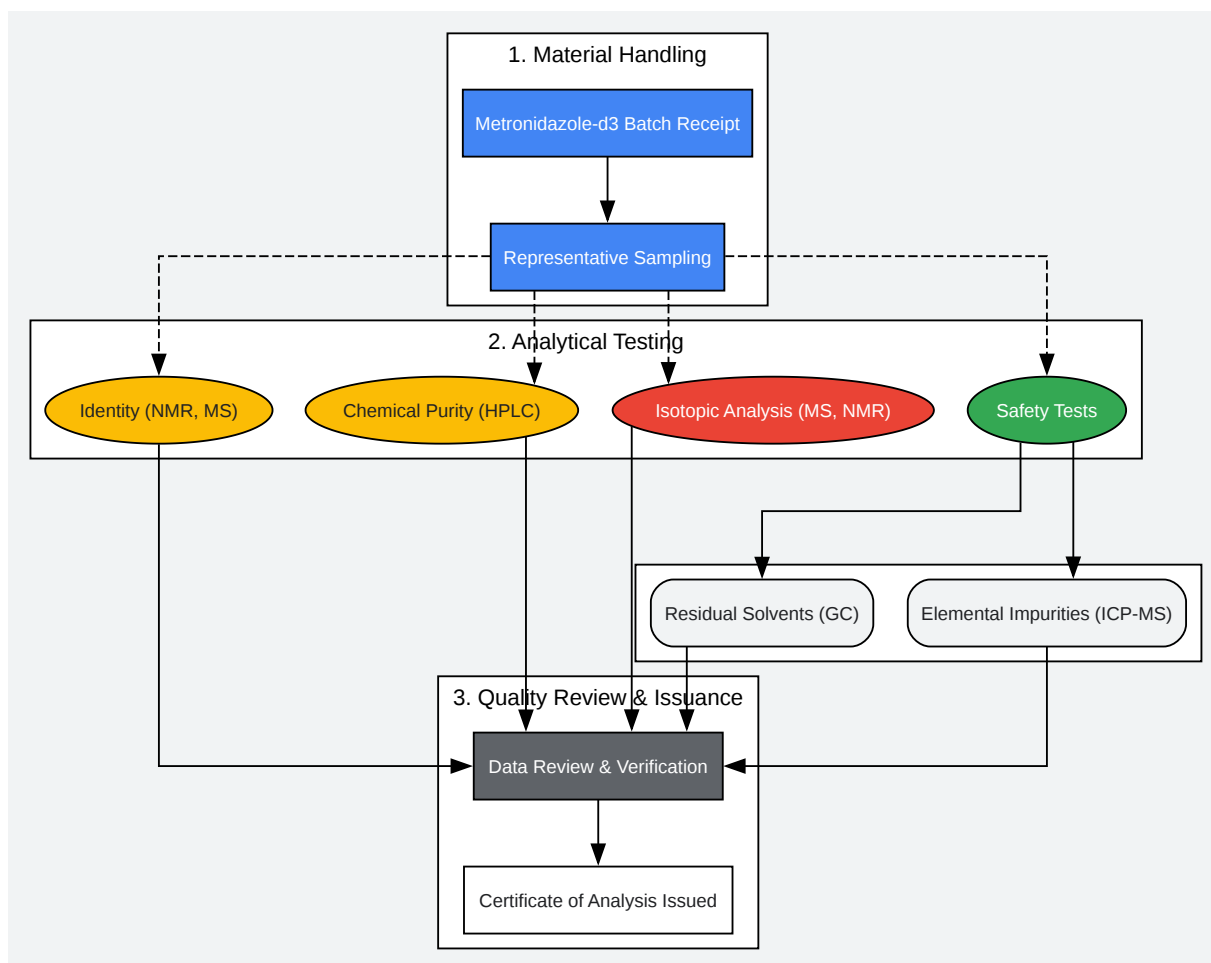 1. Material Handling
Metronidazole-d3 Batch Receipt
Representative Sampling
2. Analytical Testing
Identity (NMR, MS)
Chemical Purity (HPLC)
Isotopic Analysis (MS, NMR)
Safety Tests
Residual Solvents (GC)
Elemental Impurities (ICP-MS)
3. Quality Review & Issuance
Data Review & Verification
Certificate of Analysis Issued